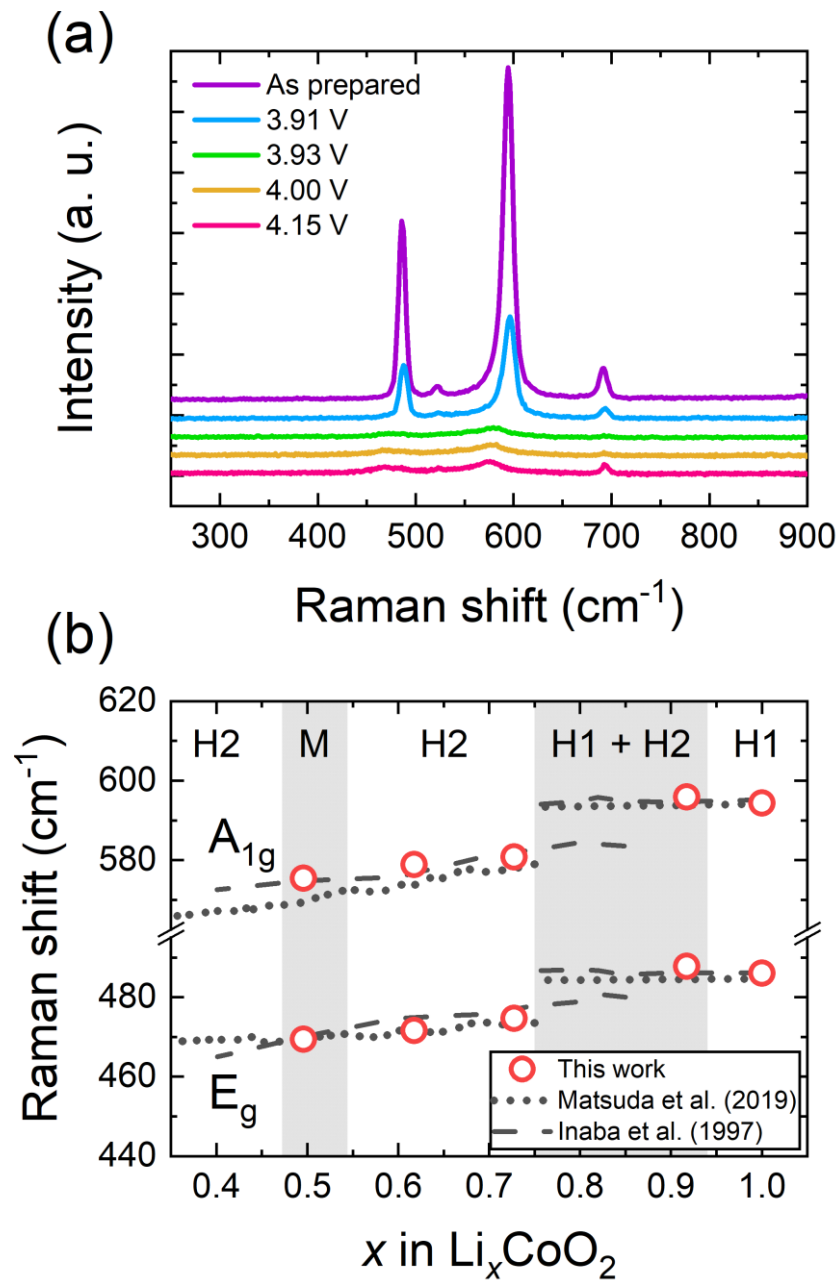 (a)
As prepared
3.91 V
3.93 V
4.00 V
4.15 V
Intensity (a. u.)
300 400 500 600 700 800 900
Raman shift (cm⁻¹)
(b)
620
H2 M H2 H1 + H2 H1
600
A₁g
580
480
460
E_g
440
This work
Matsuda et al. (2019)
Inaba et al. (1997)
Raman shift (cm⁻¹)
0.4 0.5 0.6 0.7 0.8 0.9 1.0
x in LiₓCoO₂